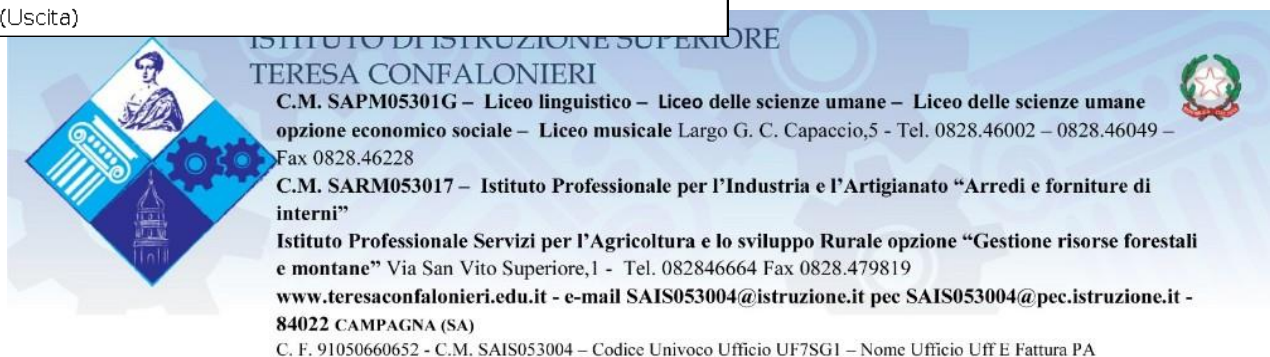 (Uscita)
ISTITUTO DI ISTRUZIONE SUPERIORE
TERESA CONFALONIERI
C.M. SAPM05301G – Liceo linguistico – Liceo delle scienze umane – Liceo delle scienze umane
opzione economico sociale – Liceo musicale Largo G. C. Capaccio,5 - Tel. 0828.46002 – 0828.46049 –
Fax 0828.46228
C.M. SARM053017 – Istituto Professionale per l’Industria e l’Artigianato “Arredi e forniture di
interni”
Istituto Professionale Servizi per l’Agricoltura e lo sviluppo Rurale opzione “Gestione risorse forestali
e montane” Via San Vito Superiore,1 - Tel. 082846664 Fax 0828.479819
www.teresaconfalonieri.edu.it - e-mail SAIS053004@istruzione.it pec SAIS053004@pec.istruzione.it -
84022 CAMPAGNA (SA)
C. F. 91050660652 - C.M. SAIS053004 – Codice Univoco Ufficio UF7SG1 – Nome Ufficio Uff E Fattura PA